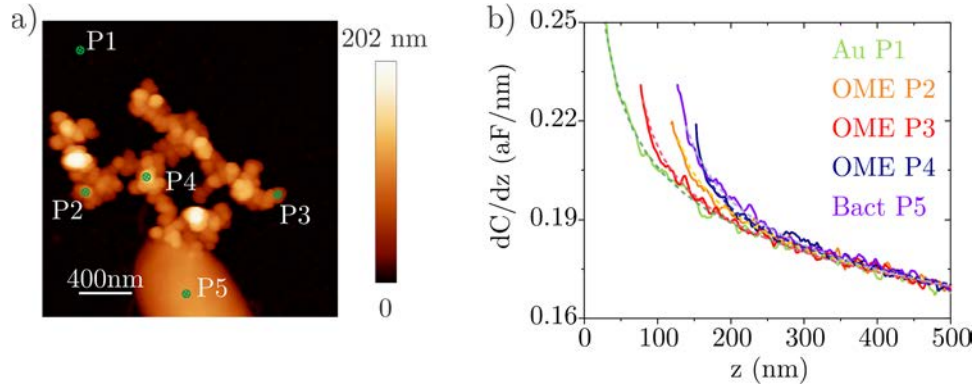 a)
202 nm
P1
P4
P2
P3
P5
400nm
0
b)
0.25
0.22
0.19
0.16
dC/dz (aF/nm)
Au P1
OME P2
OME P3
OME P4
Bact P5
0 100 200 300 400 500
z (nm)